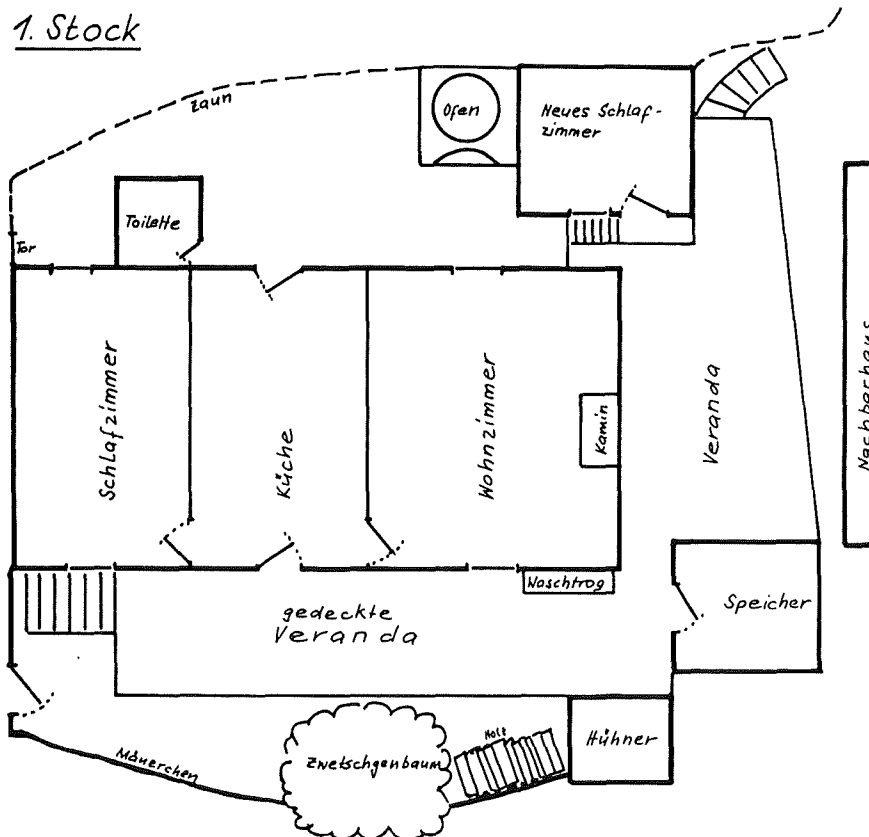 1. Stock
Zaun
Ofen
Neues Schlaf-
zimmer
Toilette
Tor
Schlafzimmer
Küche
Wohnzimmer
Kamin
Veranda
Nachbarhaus
Waschtrog
gedeckte
Veranda
Speicher
Mäuerchen
Zwetschgenbaum
Holz
Hühner